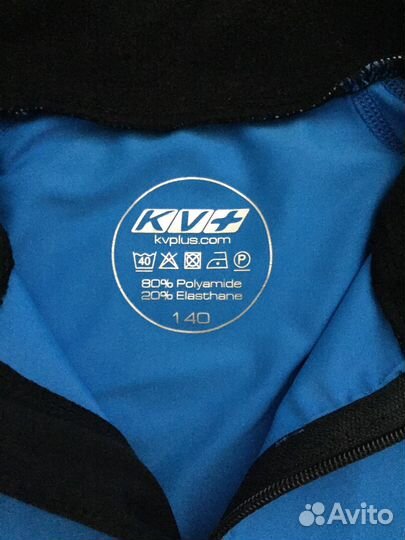 KV+
kvplus.com
40 P
80% Polyamide
20% Elasthane
140
Avito